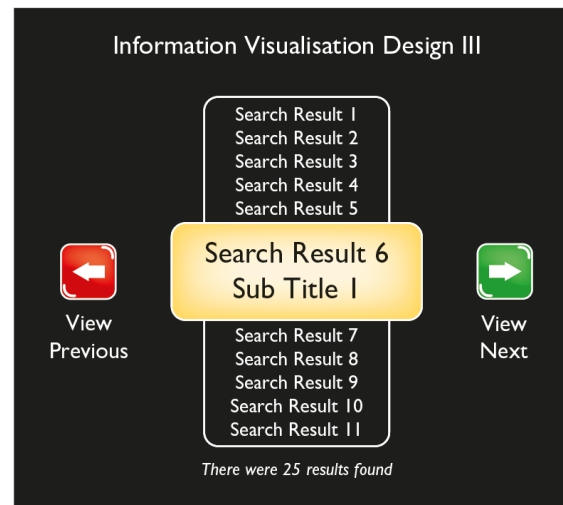 Information Visualisation Design III
Search Result 1
Search Result 2
Search Result 3
Search Result 4
Search Result 5
Search Result 6
Sub Title 1
Search Result 7
Search Result 8
Search Result 9
Search Result 10
Search Result 11
View
Previous
View
Next
There were 25 results found